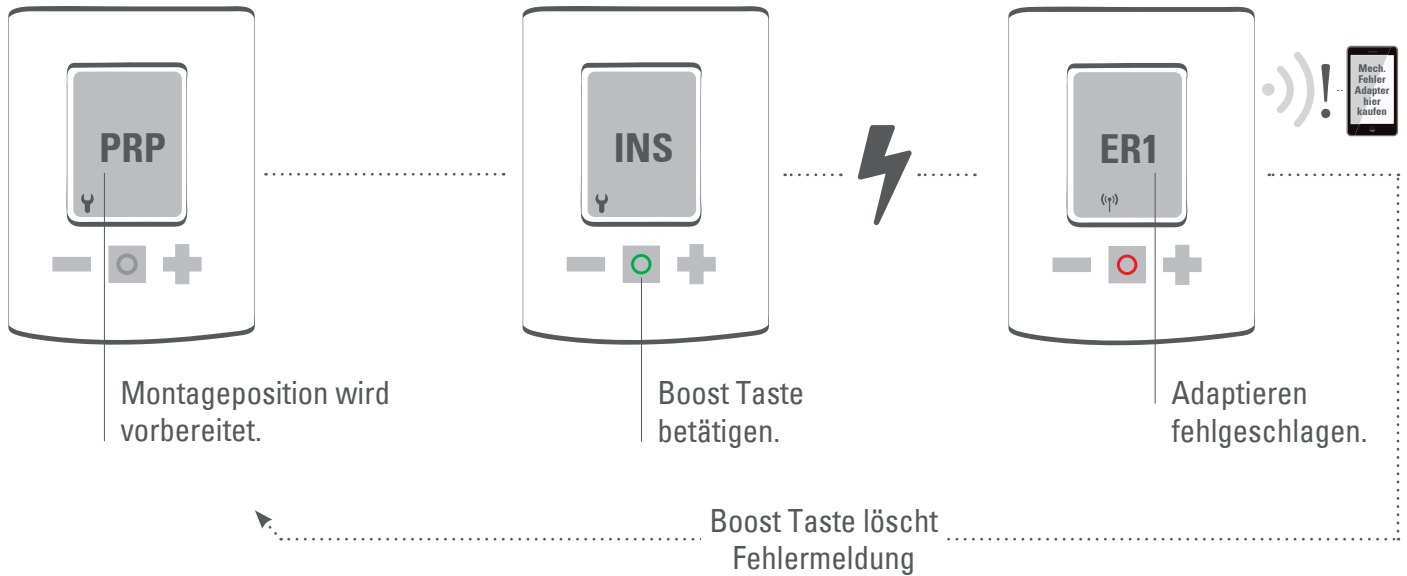 PRP
INS
ER1
Mech.
Fehler
Adapter
hier
kaufen
Montageposition wird
vorbereitet.
Boost Taste
betätigen.
Adaptieren
fehlgeschlagen.
Boost Taste löscht
Fehlermeldung